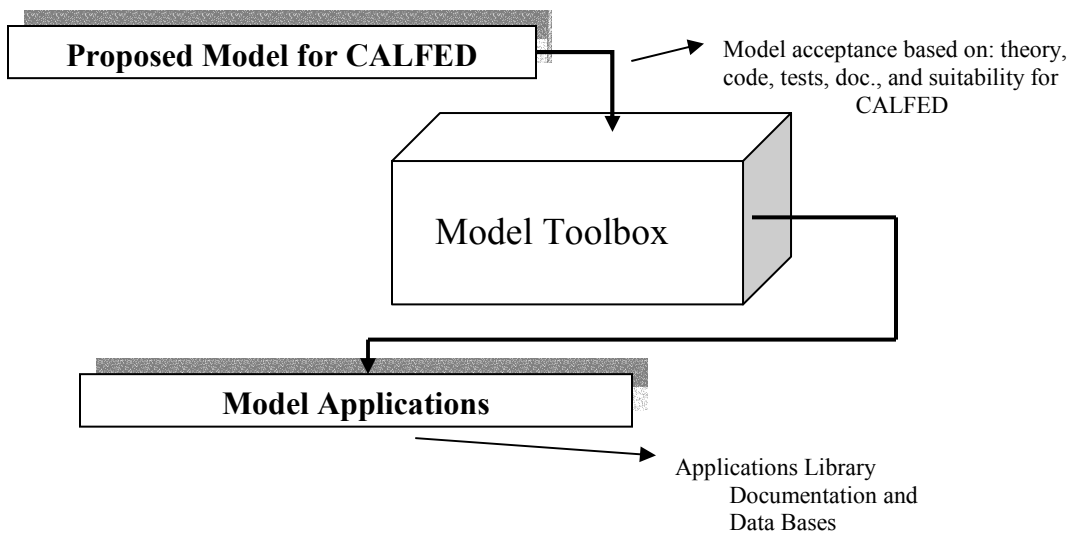 Proposed Model for CALFED
Model acceptance based on: theory,
code, tests, doc., and suitability for
CALFED
Model Toolbox
Model Applications
Applications Library
Documentation and
Data Bases